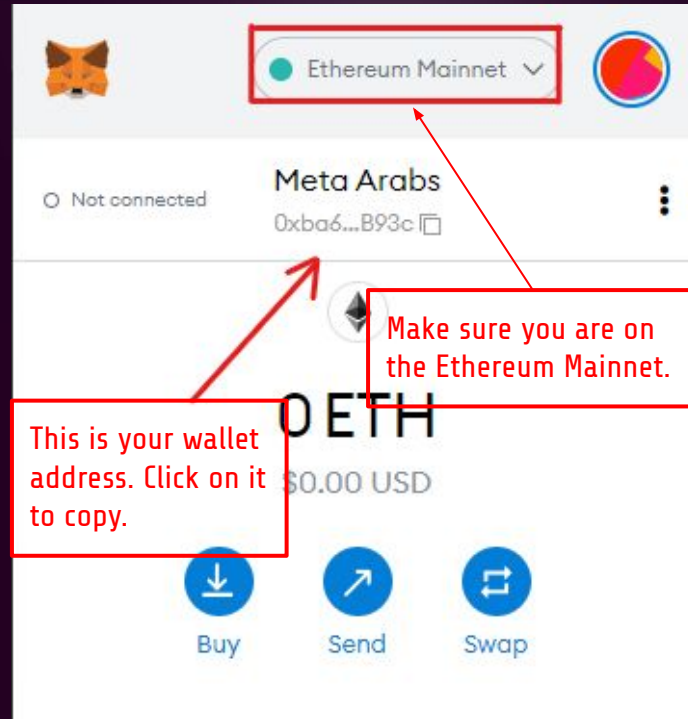 Ethereum Mainnet
Not connected
Meta Arabs
0xba6...B93c
Make sure you are on
the Ethereum Mainnet.
0 ETH
This is your wallet
address. Click on it
to copy.
$0.00 USD
Buy
Send
Swap